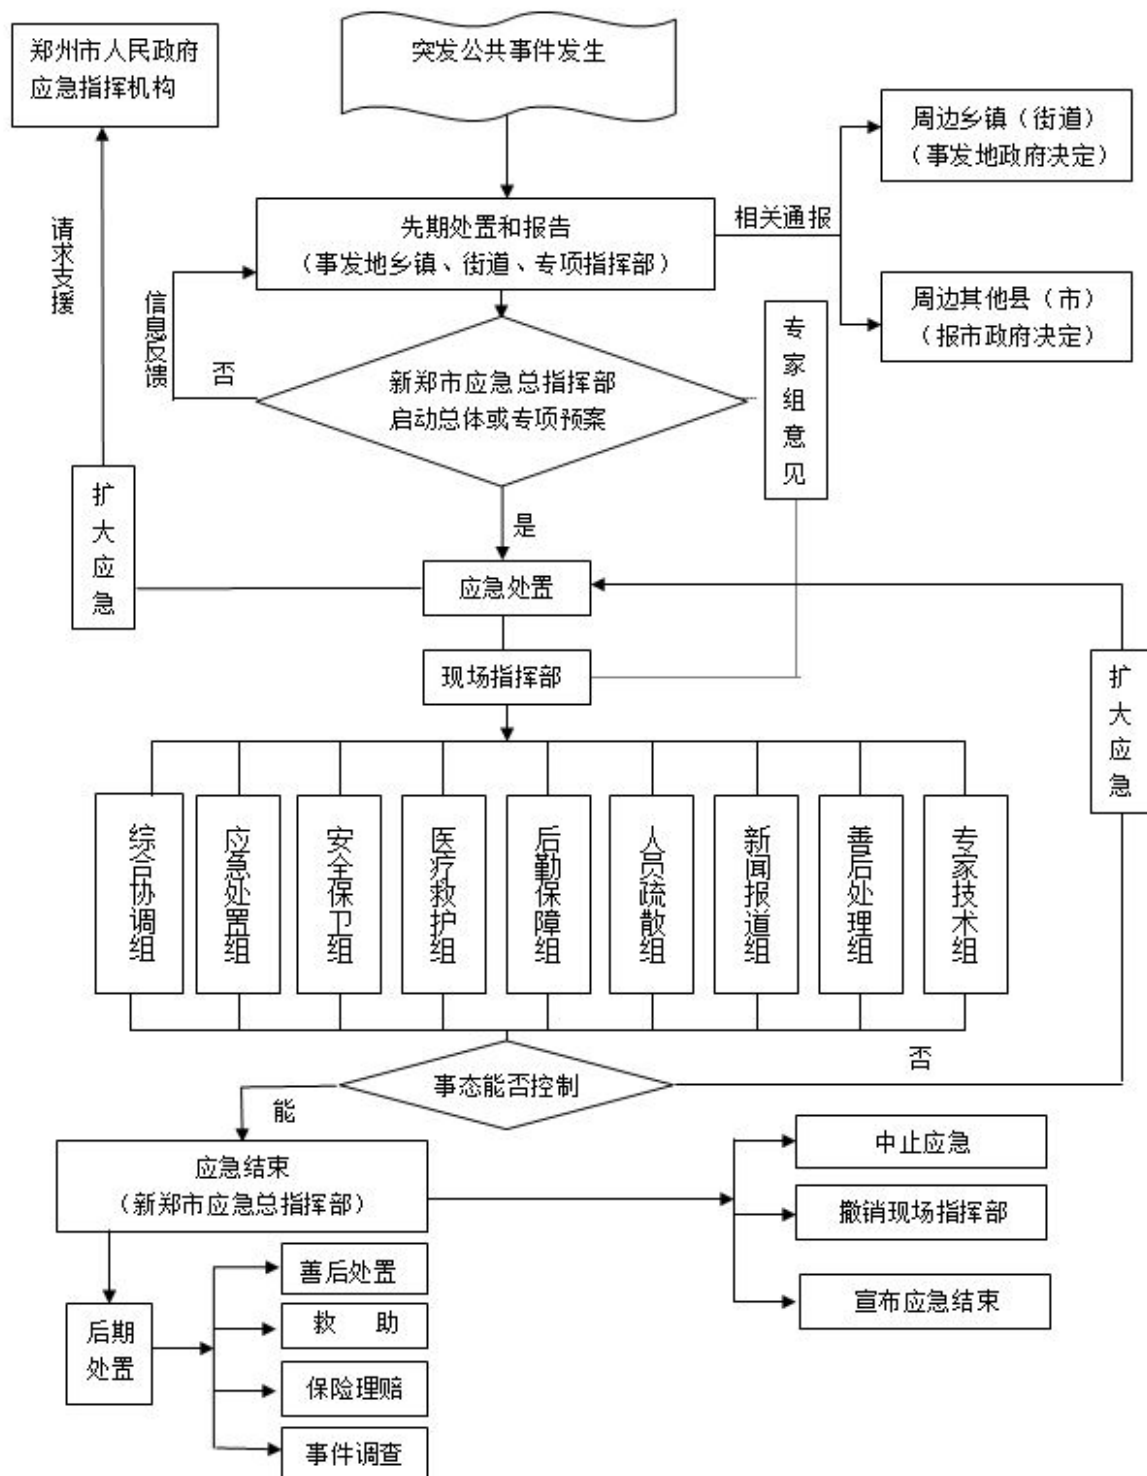 突发公共事件发生
郑州市人民政府
应急指挥机构
周边乡镇（街道）
（事发地政府决定）
相关通报
先期处置和报告
（事发地乡镇、街道、专项指挥部）
请求支援
信息反馈
周边其他县（市）
（报市政府决定）
专家组意见
否
新郑市应急总指挥部
启动总体或专项预案
扩大应急
是
应急处置
现场指挥部
扩大应急
综合协调组
应急处置组
安全保卫组
医疗救护组
后勤保障组
人员疏散组
新闻报道组
善后处理组
专家技术组
否
事态能否控制
能
应急结束
（新郑市应急总指挥部）
中止应急
撤销现场指挥部
宣布应急结束
后期
处置
善后处置
救 助
保险理赔
事件调查